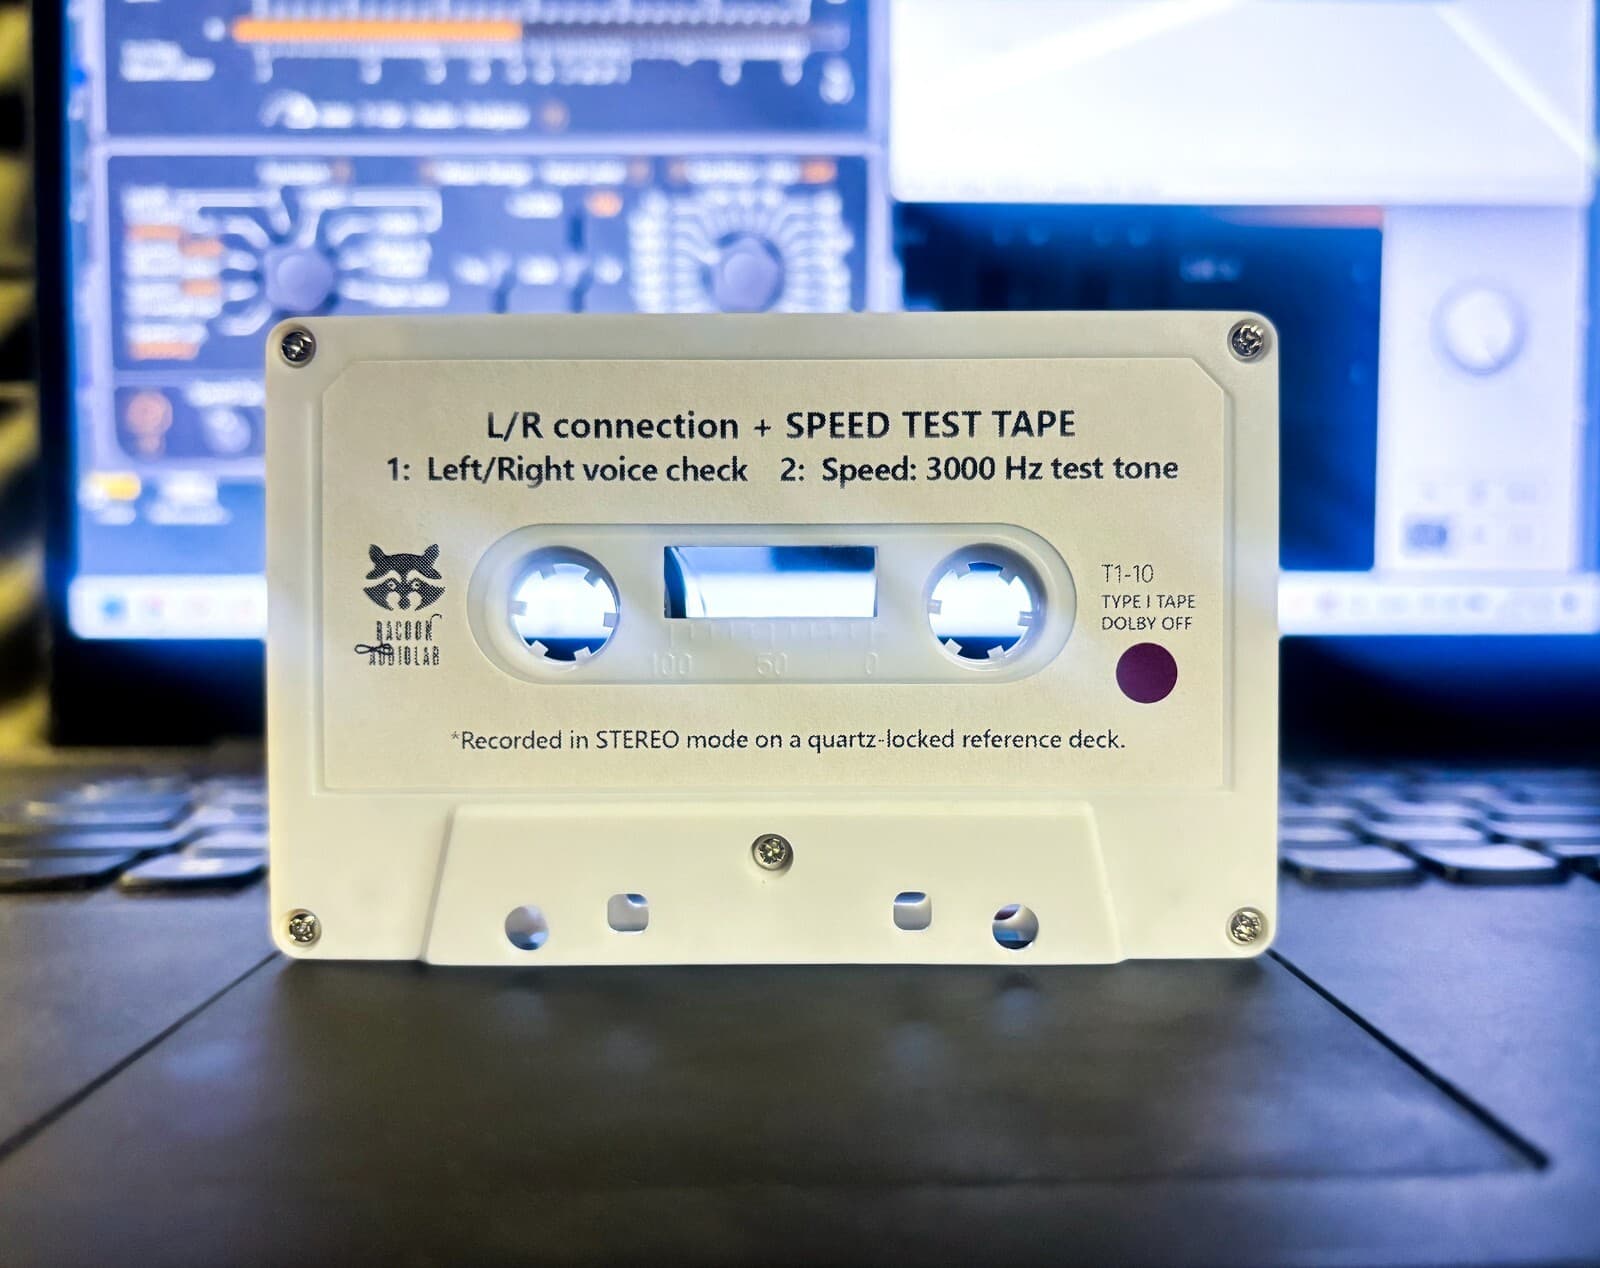 L/R connection + SPEED TEST TAPE
1: Left/Right voice check 2: Speed: 3000 Hz test tone
RACOON
AUDIOLAB
T1-10
TYPE I TAPE
DOLBY OFF
100 50 0
*Recorded in STEREO mode on a quartz-locked reference deck.